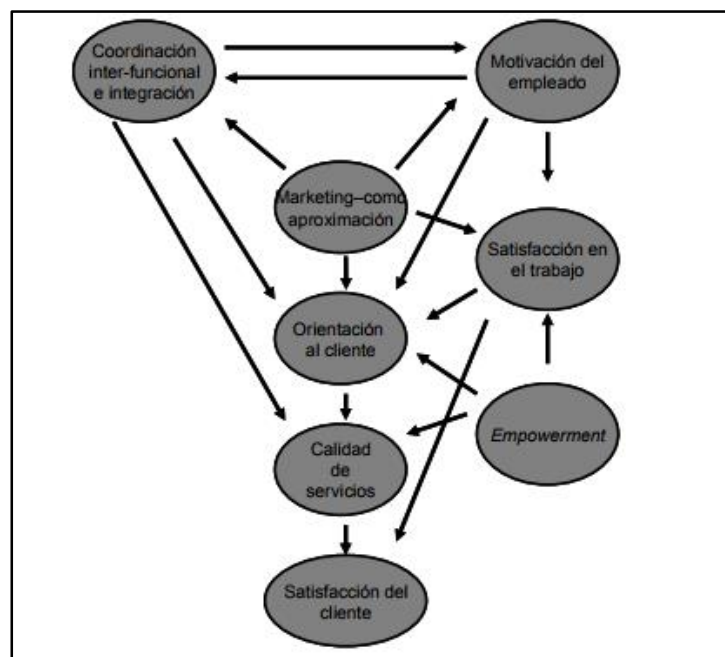 Coordinación
inter-funcional
e integración
Motivación del
empleado
Marketing–como
aproximación
Satisfacción en
el trabajo
Orientación
al cliente
Empowerment
Calidad
de
servicios
Satisfacción del
cliente